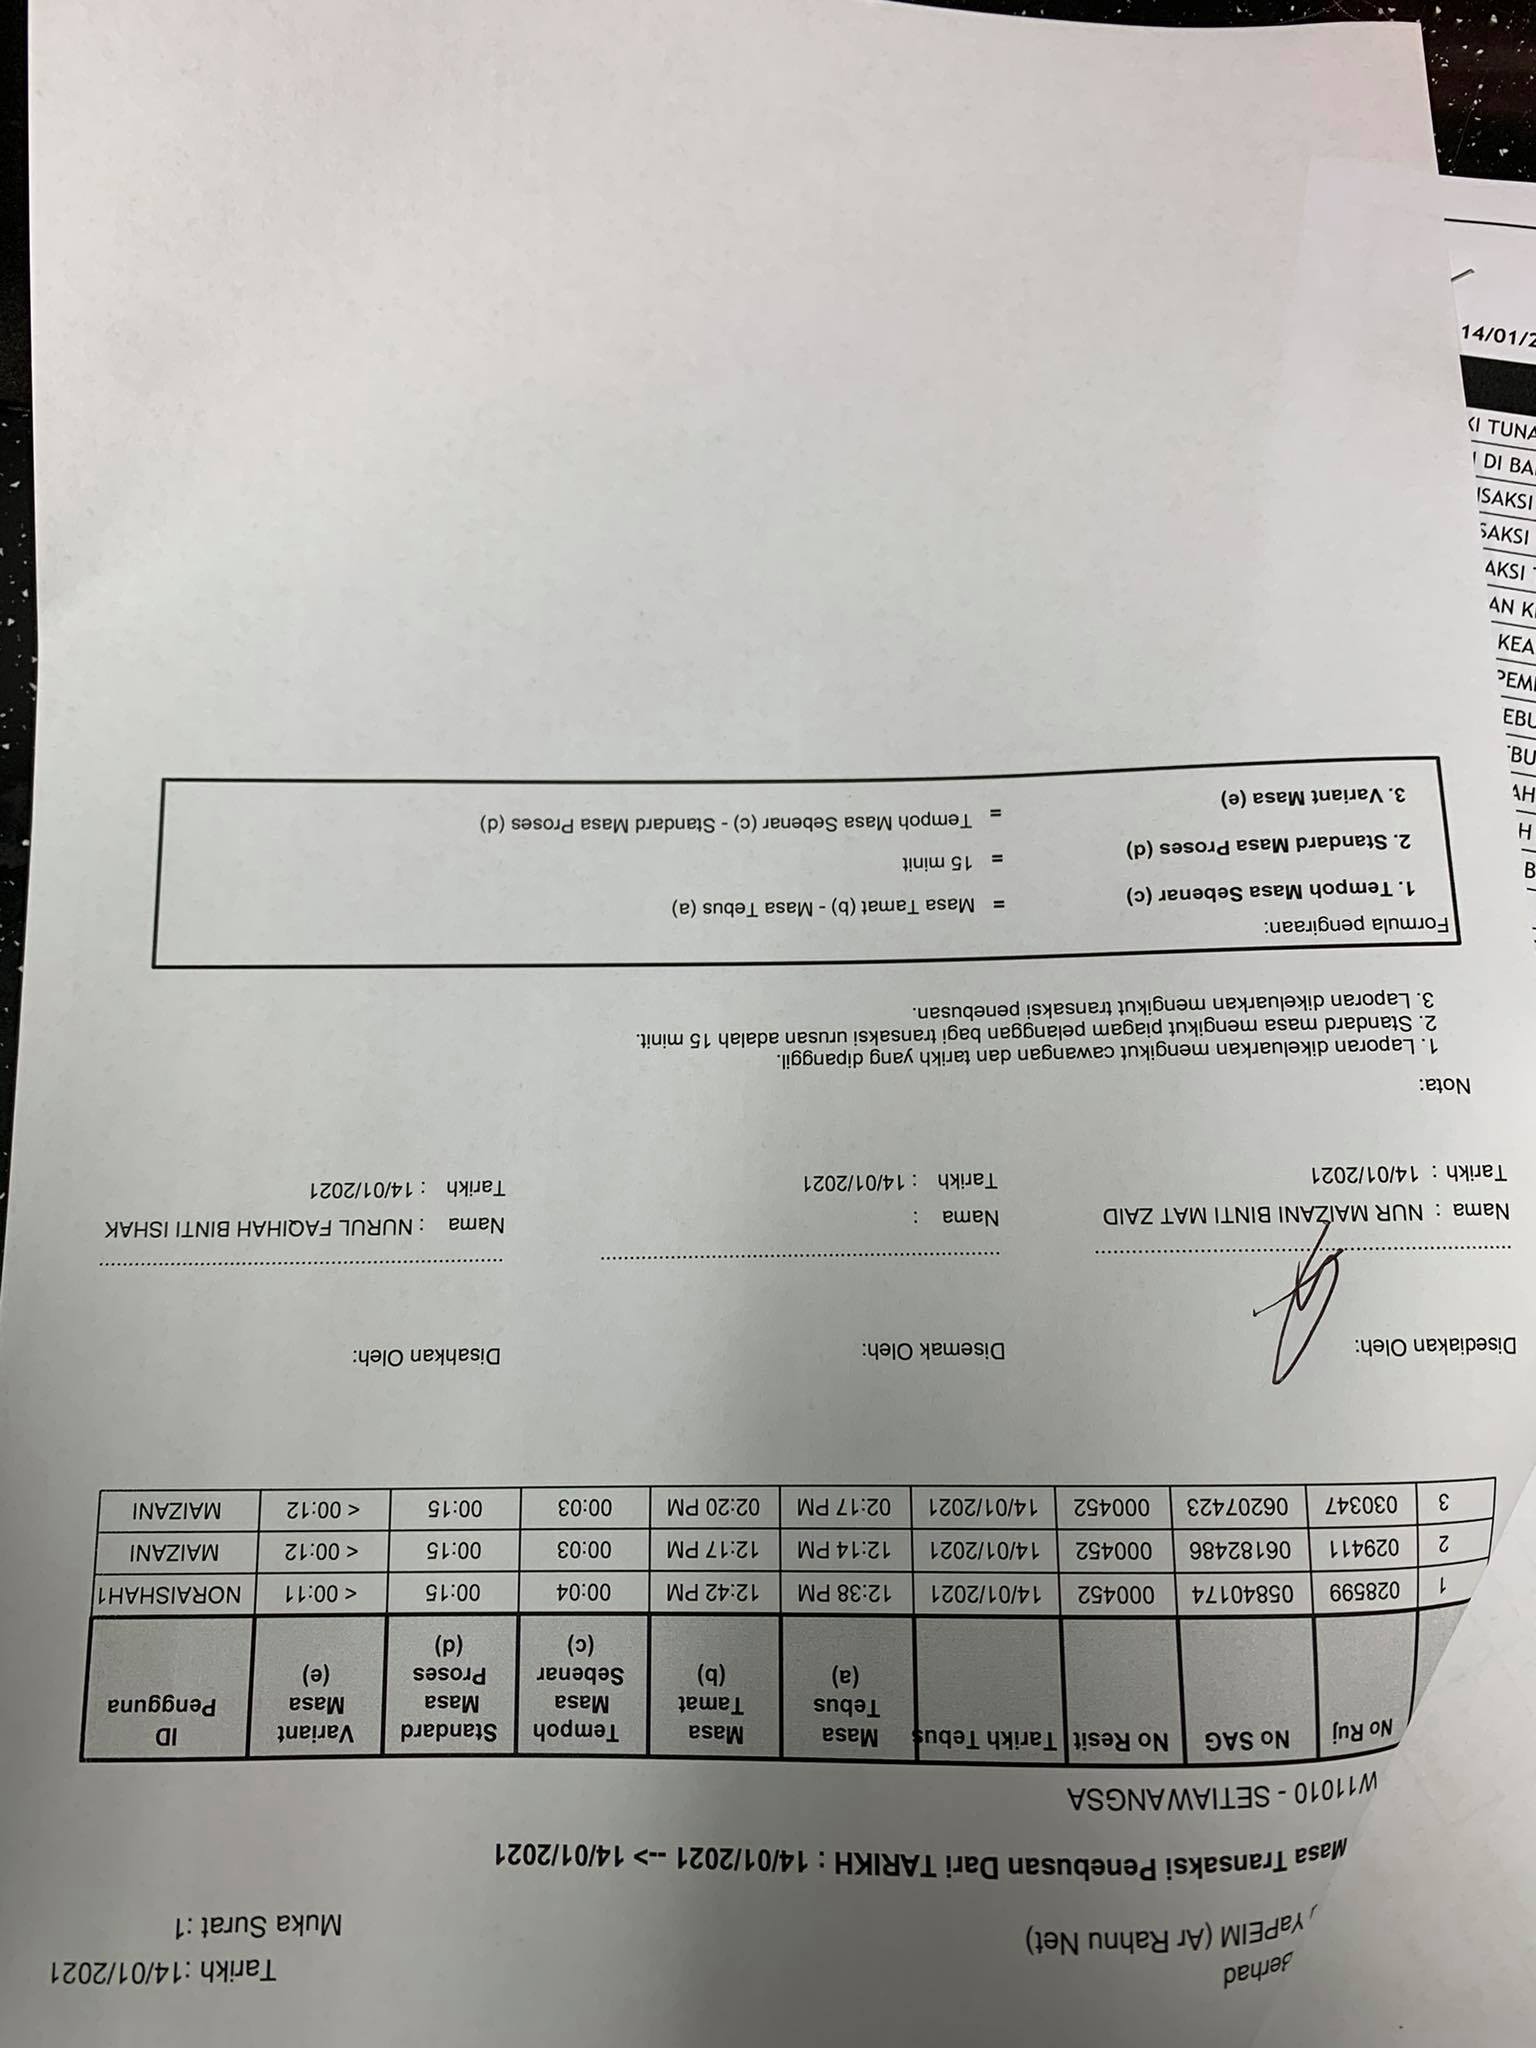 Berhad
YaPEIM (Ar Rahnu Net)
Tarikh :14/01/2021
Muka Surat :1
Masa Transaksi Penebusan Dari TARIKH : 14/01/2021 --> 14/01/2021
W11010 - SETIAWANGSA
No Ruj No SAG No Resit Tarikh Tebus Masa Tebus (a) Masa Tamat (b) Tempoh Masa Sebenar (c) Standard Masa Proses (d) Variant Masa (e) ID Pengguna
1 028599 05840174 000452 14/01/2021 12:38 PM 12:42 PM 00:04 00:15 < 00:11 NORAISHAH1
2 029411 06182486 000452 14/01/2021 12:14 PM 12:17 PM 00:03 00:15 < 00:12 MAIZANI
3 030347 06207423 000452 14/01/2021 02:17 PM 02:20 PM 00:03 00:15 < 00:12 MAIZANI
Disediakan Oleh: Disemak Oleh: Disahkan Oleh:
Nama : NUR MAIZANI BINTI MAT ZAID Nama : Nama : NURUL FAQIHAH BINTI ISHAK
Tarikh : 14/01/2021 Tarikh : 14/01/2021 Tarikh : 14/01/2021
Nota:
1. Laporan dikeluarkan mengikut cawangan dan tarikh yang dipanggil.
2. Standard masa mengikut piagam pelanggan bagi transaksi urusan adalah 15 minit.
3. Laporan dikeluarkan mengikut transaksi penebusan.
Formula pengiraan:
1. Tempoh Masa Sebenar (c) = Masa Tamat (b) - Masa Tebus (a)
2. Standard Masa Proses (d) = 15 minit
3. Variant Masa (e) = Tempoh Masa Sebenar (c) - Standard Masa Proses (d)
14/01/2
KI TUNA
I DI BA
ISAKSI
SAKSI
AKSI
AN K
KEA
PEM
EBU
BU
AH
H
B